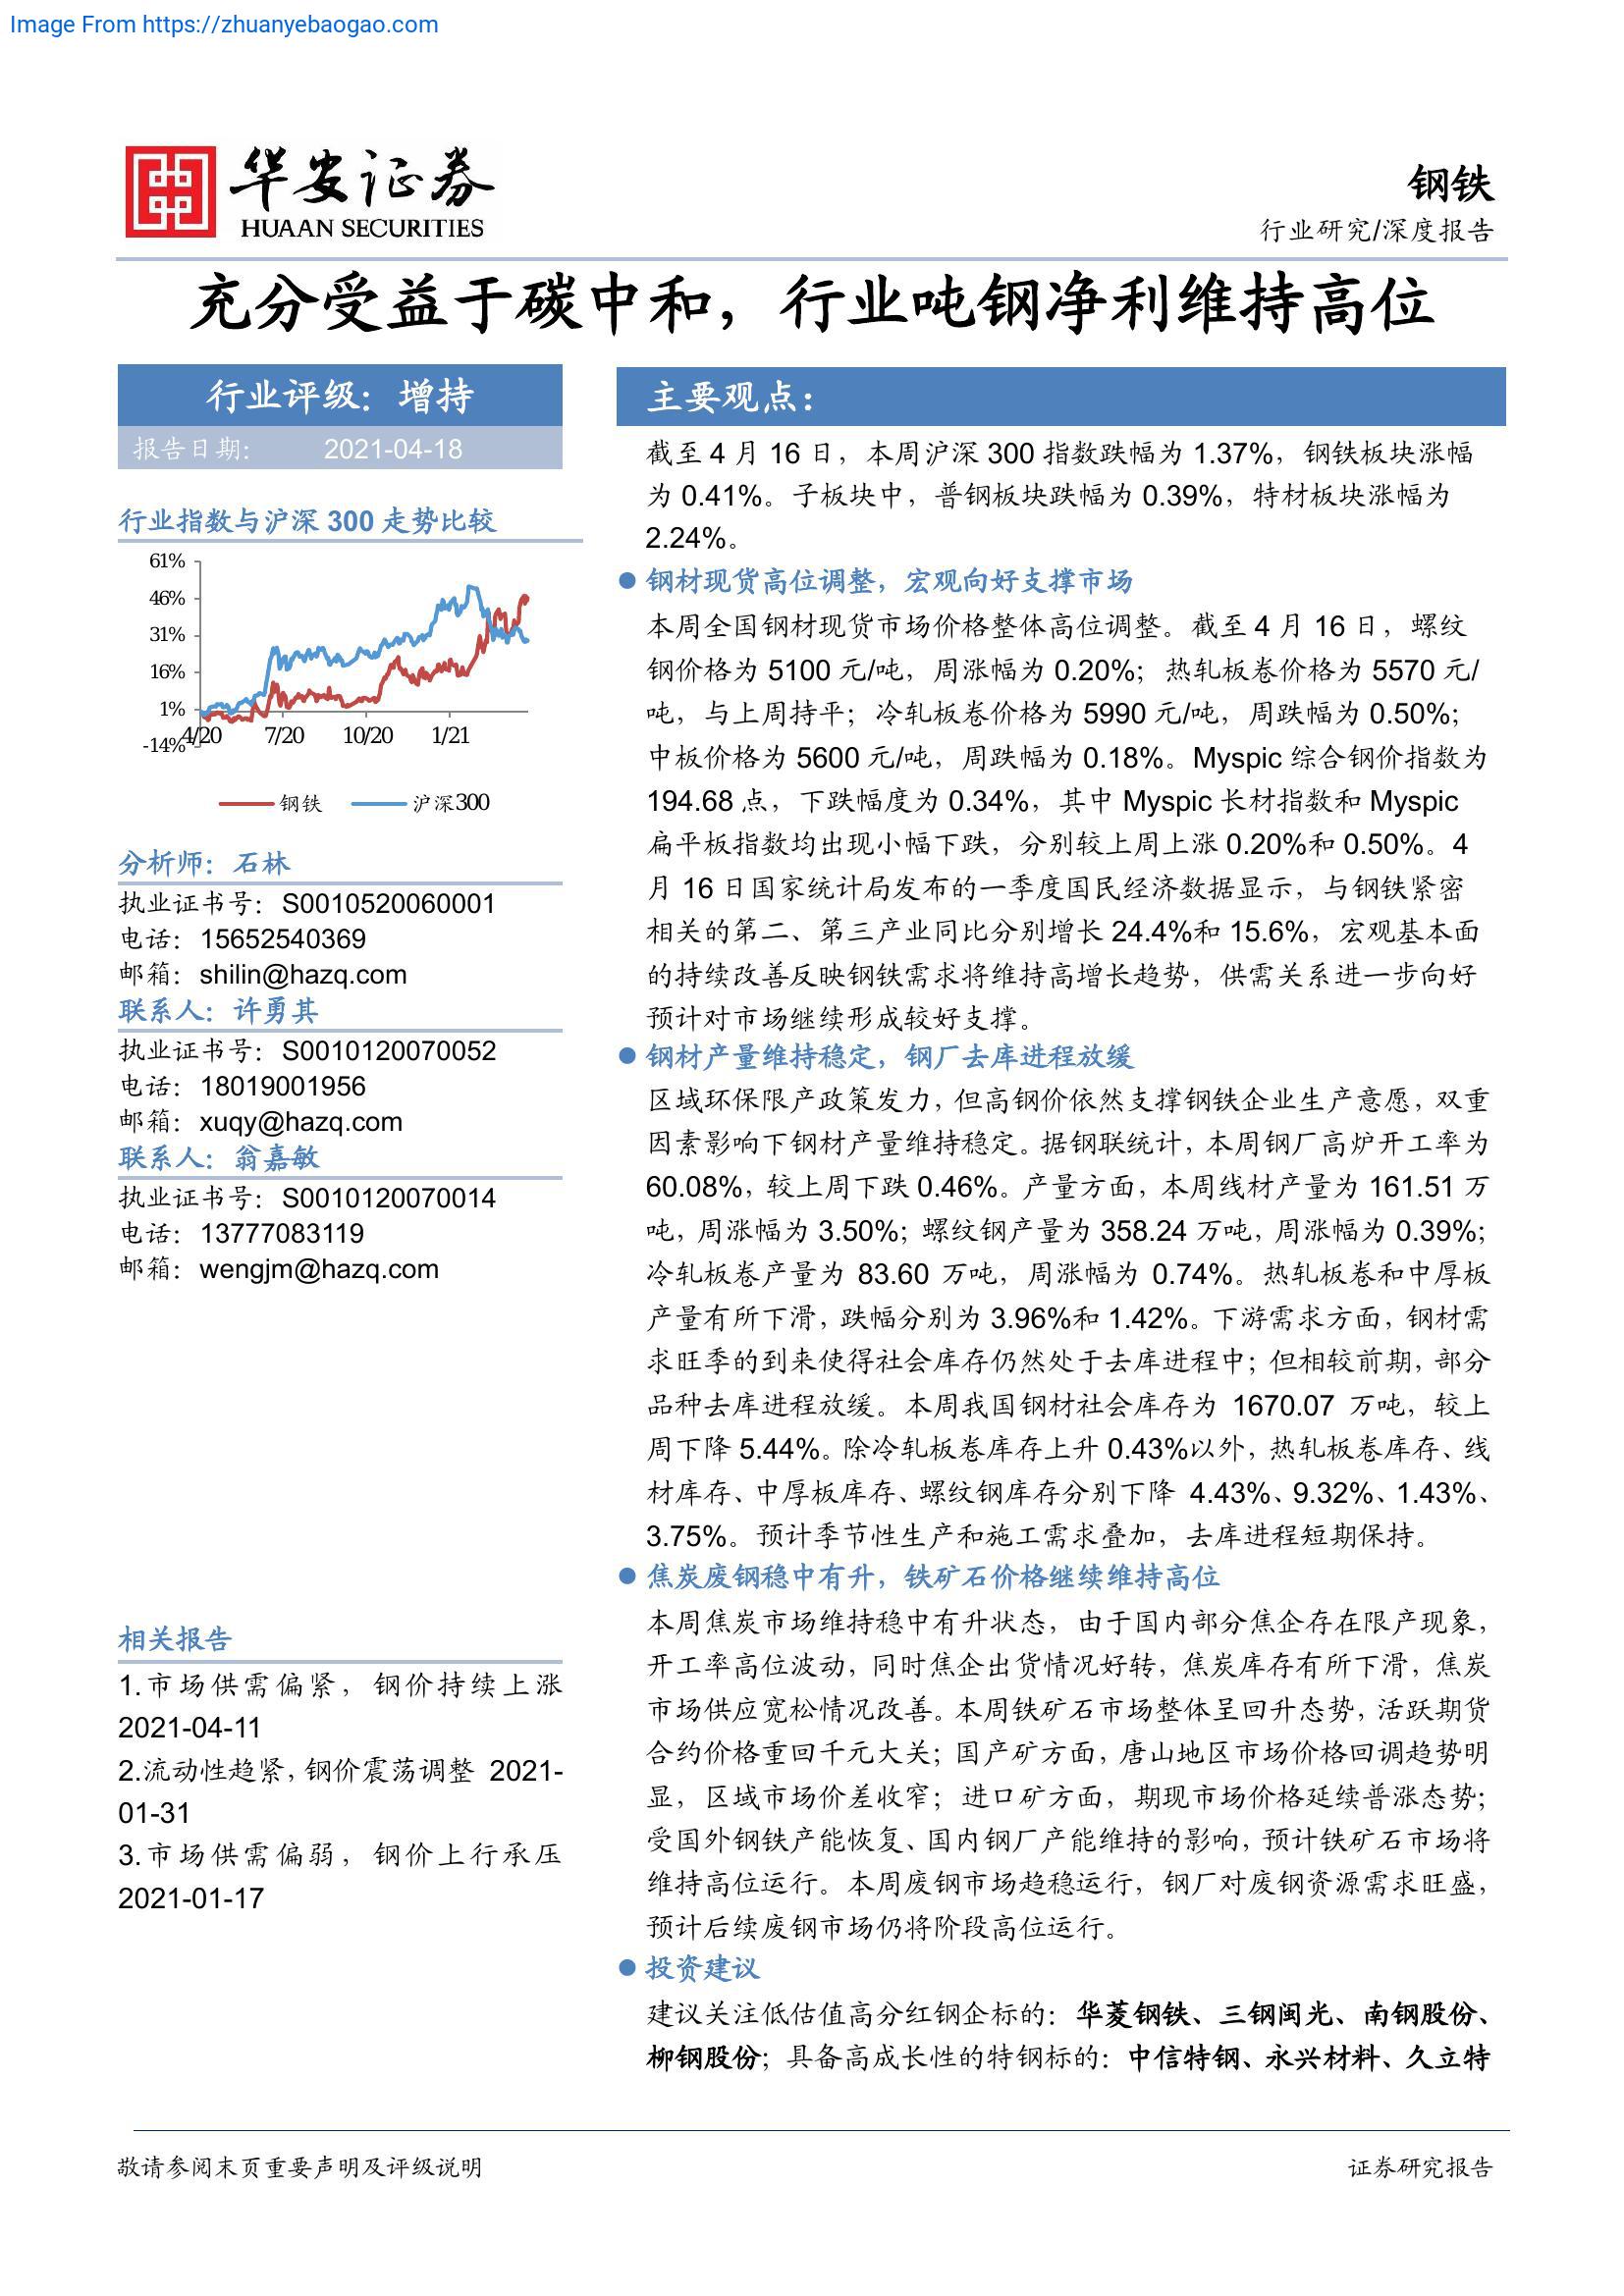 Image From https://zhuanyebaogao.com
华安证券
HUAAN SECURITIES
钢铁
行业研究/深度报告
充分受益于碳中和，行业吨钢净利维持高位
行业评级：增持
报告日期： 2021-04-18
行业指数与沪深 300 走势比较
61%
46%
31%
16%
1%
-14%
4/20 7/20 10/20 1/21
钢铁 沪深300
分析师：石林
执业证书号：S0010520060001
电话：15652540369
邮箱：shilin@hazq.com
联系人：许勇其
执业证书号：S0010120070052
电话：18019001956
邮箱：xuqy@hazq.com
联系人：翁嘉敏
执业证书号：S0010120070014
电话：13777083119
邮箱：wengjm@hazq.com
相关报告
1.市场供需偏紧，钢价持续上涨
2021-04-11
2.流动性趋紧，钢价震荡调整 2021-
01-31
3.市场供需偏弱，钢价上行承压
2021-01-17
主要观点：
截至 4 月 16 日，本周沪深 300 指数跌幅为 1.37%，钢铁板块涨幅
为 0.41%。子板块中，普钢板块跌幅为 0.39%，特材板块涨幅为
2.24%。
● 钢材现货高位调整，宏观向好支撑市场
本周全国钢材现货市场价格整体高位调整。截至 4 月 16 日，螺纹
钢价格为 5100 元/吨，周涨幅为 0.20%；热轧板卷价格为 5570 元/
吨，与上周持平；冷轧板卷价格为 5990 元/吨，周跌幅为 0.50%；
中板价格为 5600 元/吨，周跌幅为 0.18%。Myspic 综合钢价指数为
194.68 点，下跌幅度为 0.34%，其中 Myspic 长材指数和 Myspic
扁平板指数均出现小幅下跌，分别较上周上涨 0.20%和 0.50%。4
月 16 日国家统计局发布的一季度国民经济数据显示，与钢铁紧密
相关的第二、第三产业同比分别增长 24.4%和 15.6%，宏观基本面
的持续改善反映钢铁需求将维持高增长趋势，供需关系进一步向好
预计对市场继续形成较好支撑。
● 钢材产量维持稳定，钢厂去库进程放缓
区域环保限产政策发力，但高钢价依然支撑钢铁企业生产意愿，双重
因素影响下钢材产量维持稳定。据钢联统计，本周钢厂高炉开工率为
60.08%，较上周下跌 0.46%。产量方面，本周线材产量为 161.51 万
吨，周涨幅为 3.50%；螺纹钢产量为 358.24 万吨，周涨幅为 0.39%；
冷轧板卷产量为 83.60 万吨，周涨幅为 0.74%。热轧板卷和中厚板
产量有所下滑，跌幅分别为 3.96%和 1.42%。下游需求方面，钢材需
求旺季的到来使得社会库存仍然处于去库进程中；但相较前期，部分
品种去库进程放缓。本周我国钢材社会库存为 1670.07 万吨，较上
周下降 5.44%。除冷轧板卷库存上升 0.43%以外，热轧板卷库存、线
材库存、中厚板库存、螺纹钢库存分别下降 4.43%、9.32%、1.43%、
3.75%。预计季节性生产和施工需求叠加，去库进程短期保持。
● 焦炭废钢稳中有升，铁矿石价格继续维持高位
本周焦炭市场维持稳中有升状态，由于国内部分焦企存在限产现象，
开工率高位波动，同时焦企出货情况好转，焦炭库存有所下滑，焦炭
市场供应宽松情况改善。本周铁矿石市场整体呈回升态势，活跃期货
合约价格重回千元大关；国产矿方面，唐山地区市场价格回调趋势明
显，区域市场价差收窄；进口矿方面，期现市场价格延续普涨态势；
受国外钢铁产能恢复、国内钢厂产能维持的影响，预计铁矿石市场将
维持高位运行。本周废钢市场趋稳运行，钢厂对废钢资源需求旺盛，
预计后续废钢市场仍将阶段高位运行。
● 投资建议
建议关注低估值高分红钢企标的：华菱钢铁、三钢闽光、南钢股份、
柳钢股份；具备高成长性的特钢标的：中信特钢、永兴材料、久立特
敬请参阅末页重要声明及评级说明
证券研究报告